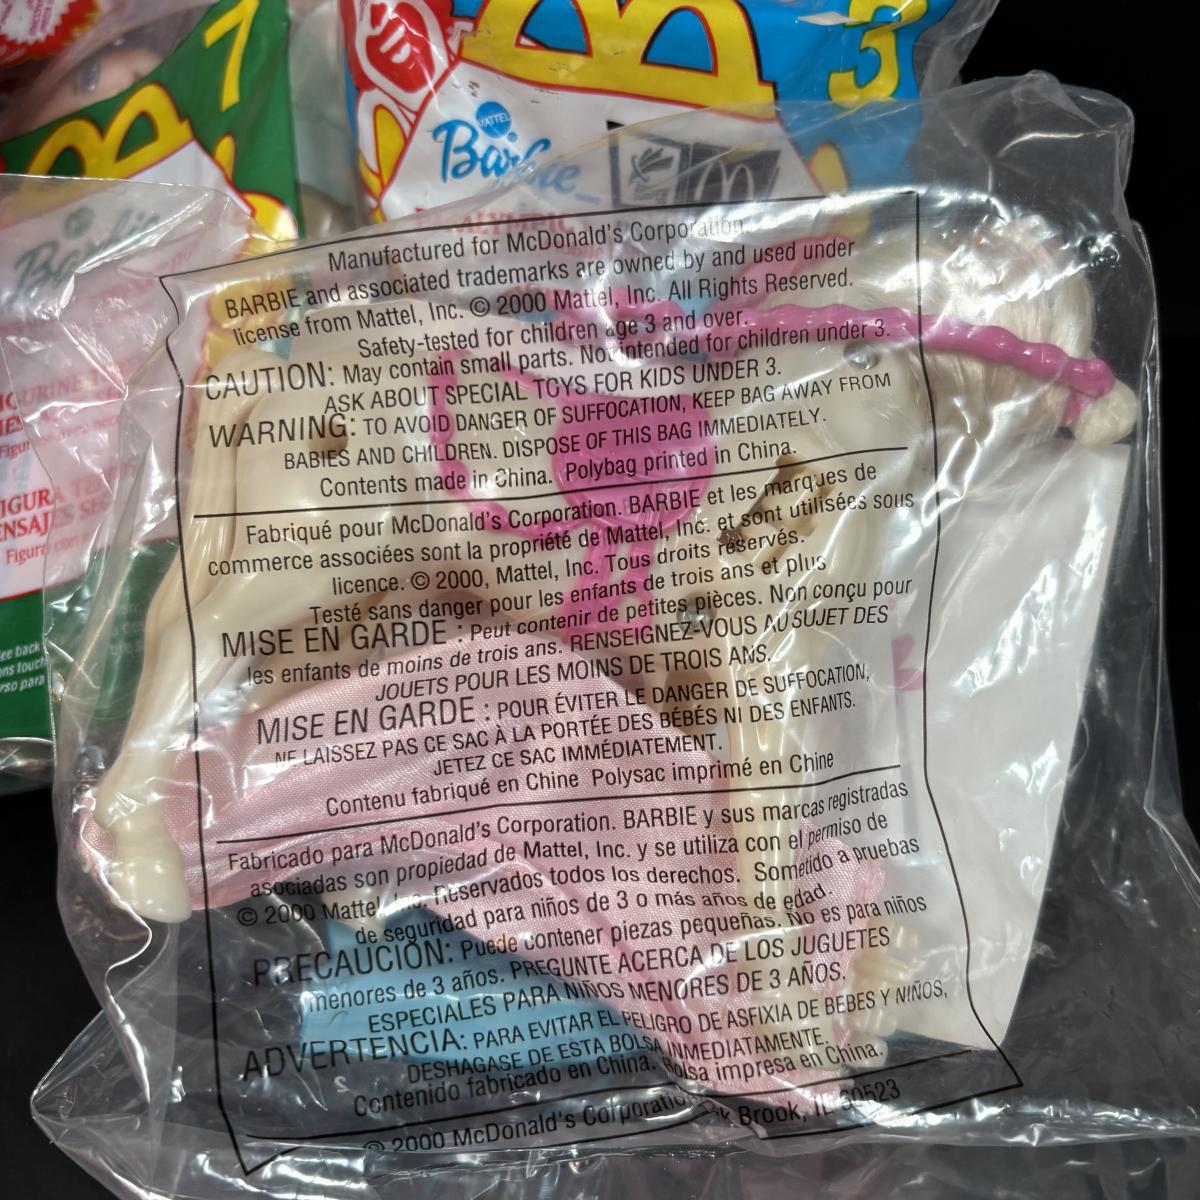 7
3
MATTEL
Barbie
Manufactured for McDonald's Corporation.
BARBIE and associated trademarks are owned by and used under
license from Mattel, Inc. © 2000 Mattel, Inc. All Rights Reserved.
Safety-tested for children age 3 and over.
CAUTION: May contain small parts. Not intended for children under 3.
ASK ABOUT SPECIAL TOYS FOR KIDS UNDER 3.
WARNING: TO AVOID DANGER OF SUFFOCATION, KEEP BAG AWAY FROM
BABIES AND CHILDREN. DISPOSE OF THIS BAG IMMEDIATELY.
Contents made in China. Polybag printed in China.
Fabriqué pour McDonald's Corporation. BARBIE et les marques de
commerce associées sont la propriété de Mattel, Inc. et sont utilisées sous
licence. © 2000, Mattel, Inc. Tous droits réservés.
Testé sans danger pour les enfants de trois ans et plus
MISE EN GARDE : Peut contenir de petites pièces. Non conçu pour
les enfants de moins de trois ans. RENSEIGNEZ-VOUS AU SUJET DES
JOUETS POUR LES MOINS DE TROIS ANS.
MISE EN GARDE : POUR ÉVITER LE DANGER DE SUFFOCATION,
NE LAISSEZ PAS CE SAC À LA PORTÉE DES BÉBÉS NI DES ENFANTS.
JETEZ CE SAC IMMÉDIATEMENT.
Contenu fabriqué en Chine Polysac imprimé en Chine
Fabricado para McDonald's Corporation. BARBIE y sus marcas registradas
asociadas son propiedad de Mattel, Inc. y se utiliza con el permiso de
© 2000 Mattel, Inc. Reservados todos los derechos. Sometido a pruebas
de seguridad para niños de 3 o más años de edad.
PRECAUCIÓN: Puede contener piezas pequeñas. No es para niños
menores de 3 años. PREGUNTE ACERCA DE LOS JUGUETES
ESPECIALES PARA NIÑOS MENORES DE 3 AÑOS.
ADVERTENCIA: PARA EVITAR EL PELIGRO DE ASFIXIA DE BEBES Y NIÑOS,
DESHAGASE DE ESTA BOLSA INMEDIATAMENTE.
Contenido fabricado en China. Bolsa impresa en China.
© 2000 McDonald's Corporation Brook, IL 60523